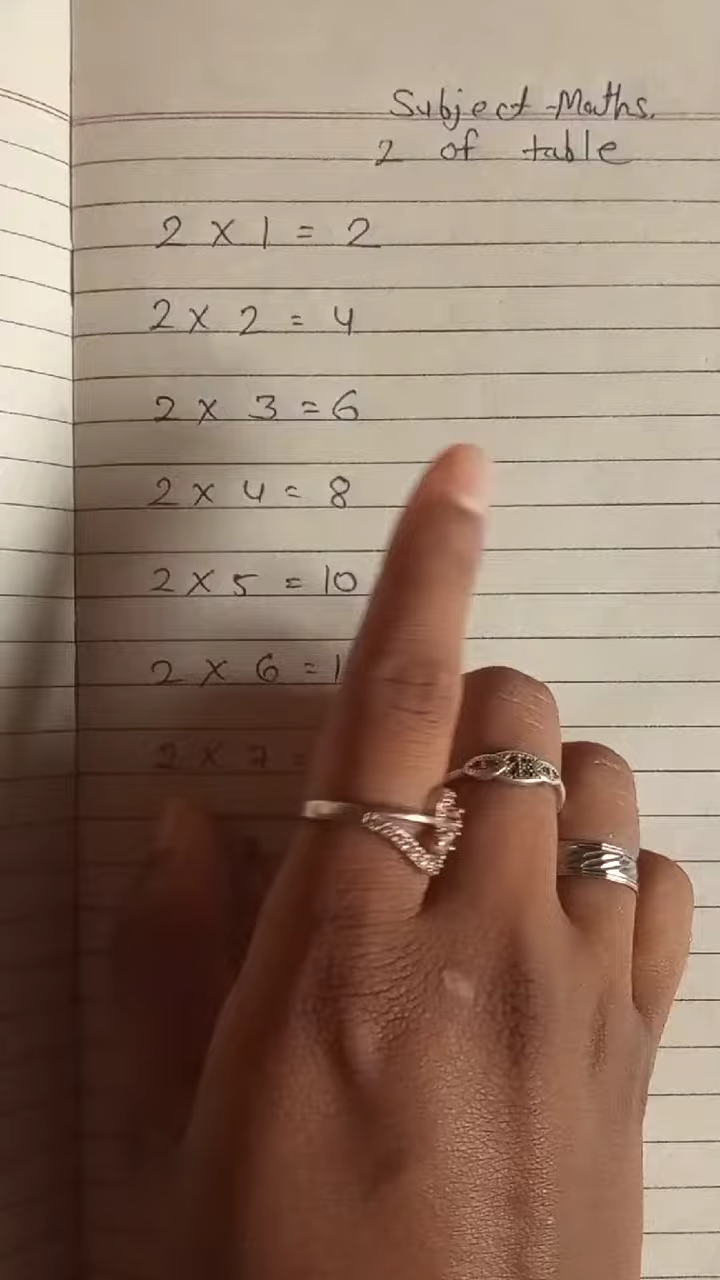 Subject-Maths.
2 of table
2 X 1 = 2
2 X 2 = 4
2 X 3 = 6
2 X 4 = 8
2 X 5 = 10
2 X 6 = 1
2 X 7 =